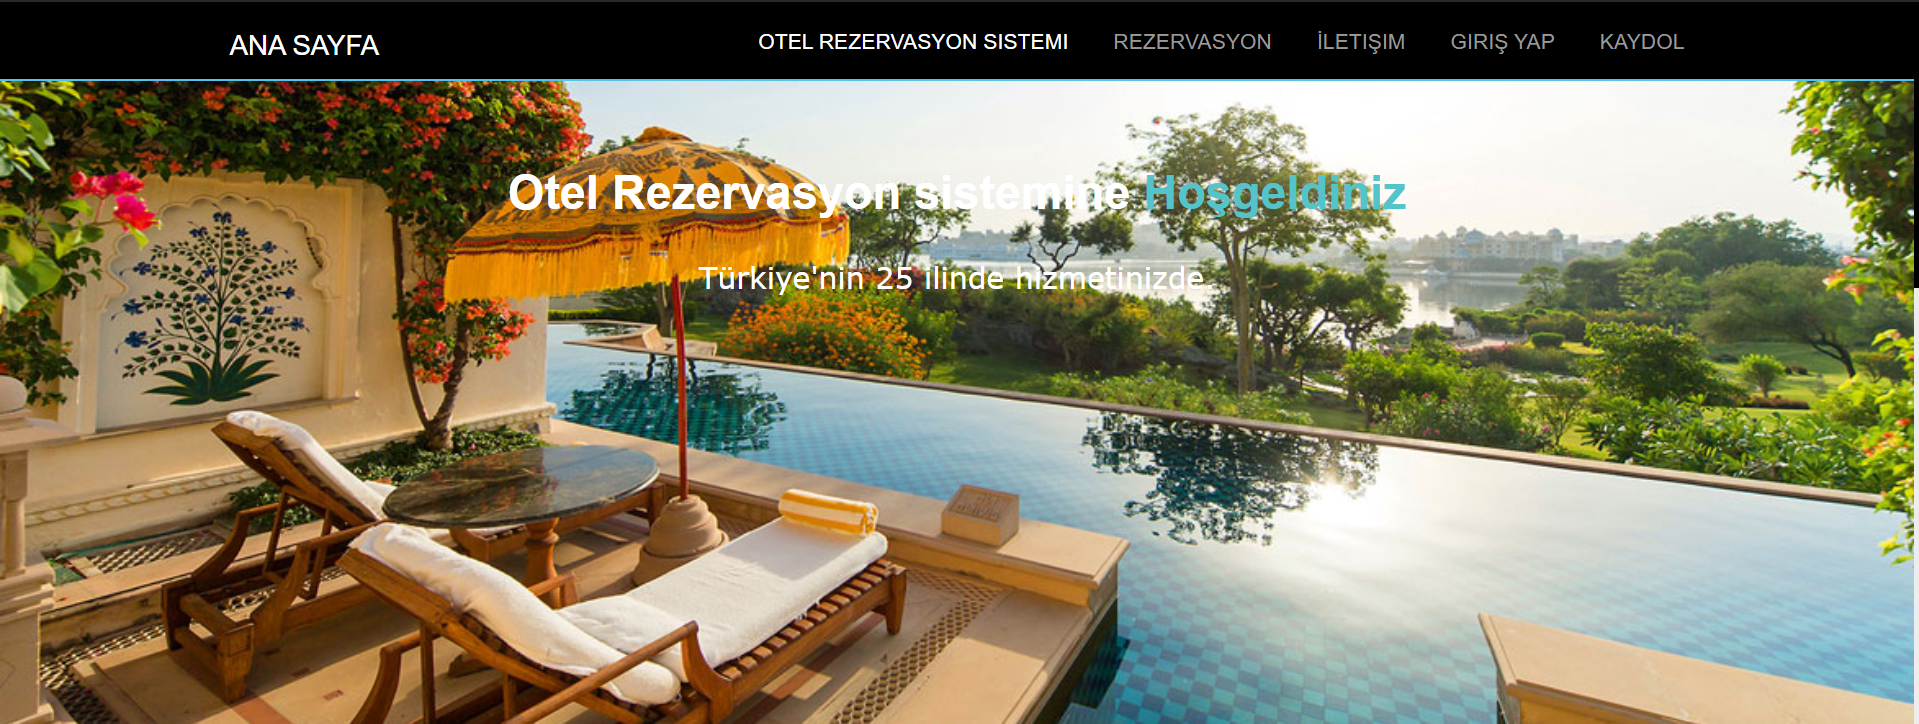 ANA SAYFA
OTEL REZERVASYON SISTEMI REZERVASYON İLETIŞIM GIRIŞ YAP KAYDOL
Otel Rezervasyon sistemine Hoşgeldiniz
Türkiye'nin 25 ilinde hizmetinizde.